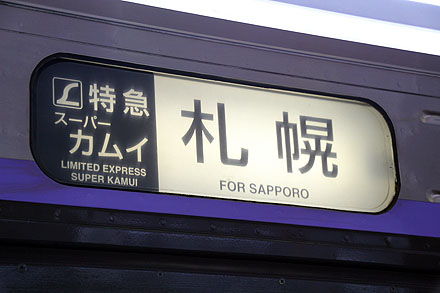 特急
スーパー
カムイ
LIMITED EXPRESS
SUPER KAMUI
札幌
FOR SAPPORO